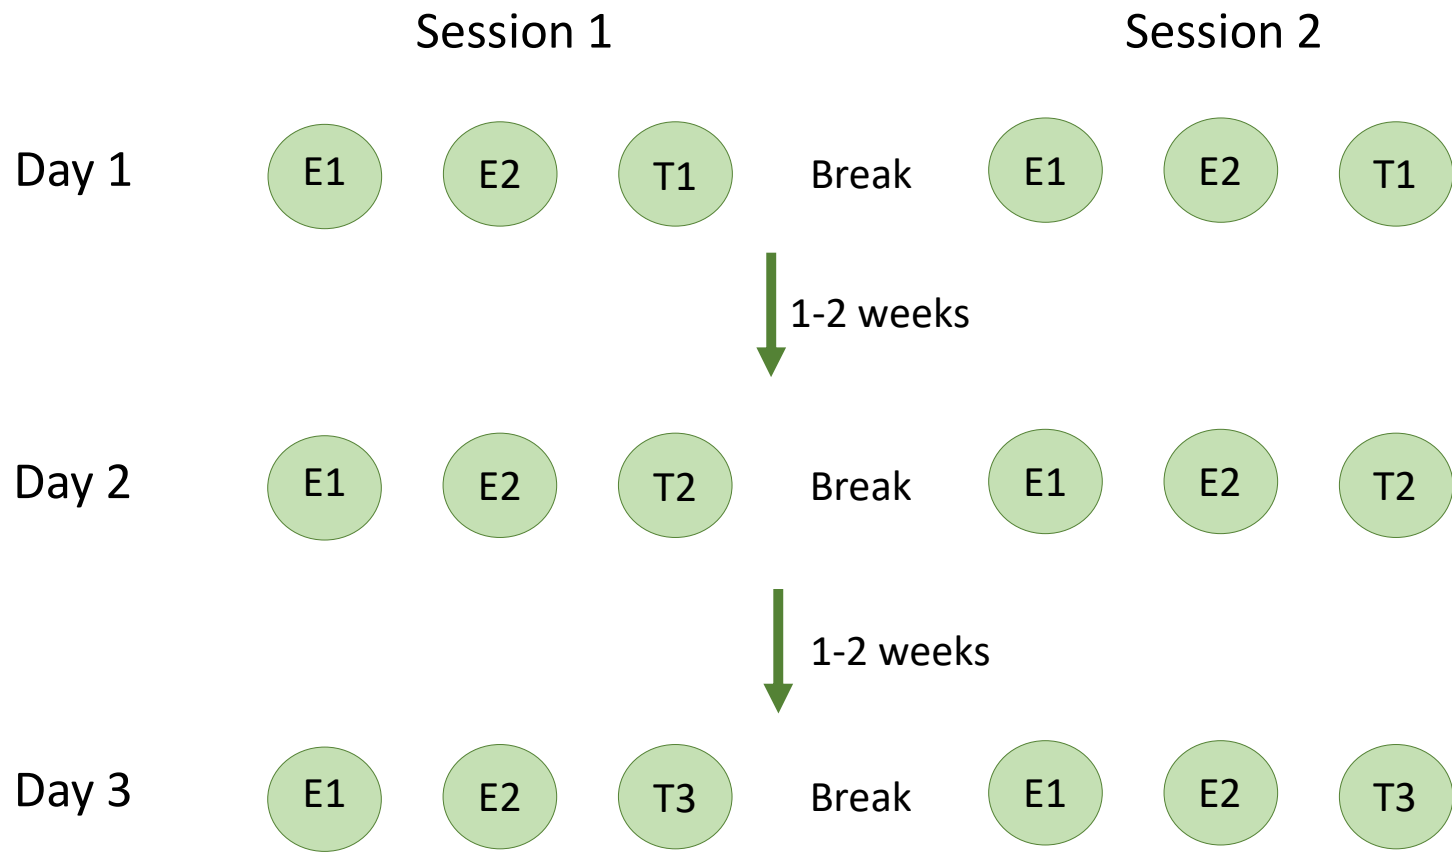 Session 1 Session 2
Day 1 E1 E2 T1 Break E1 E2 T1
1-2 weeks
Day 2 E1 E2 T2 Break E1 E2 T2
1-2 weeks
Day 3 E1 E2 T3 Break E1 E2 T3